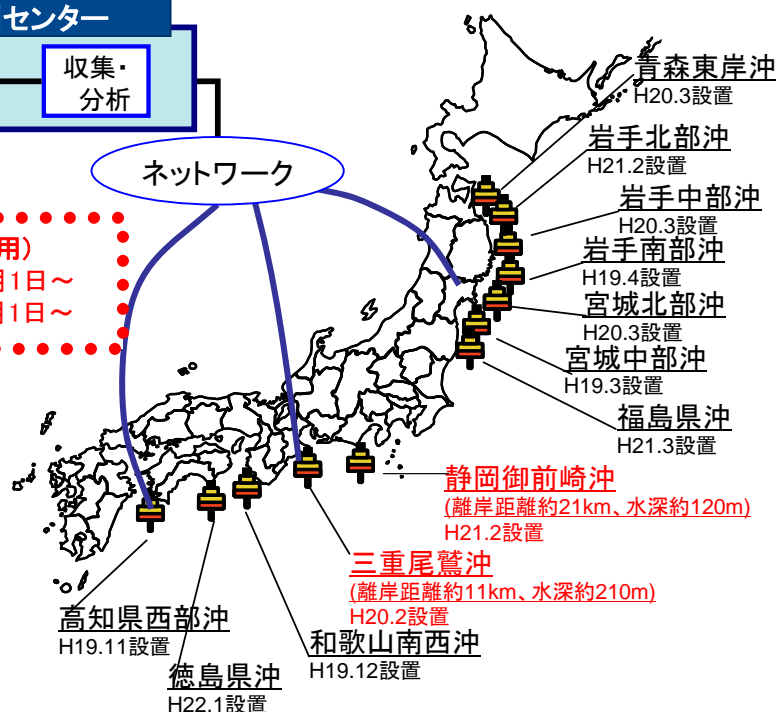 センター
収集・
分析
ネットワーク
用）
月1日～
月1日～
青森東岸沖
H20.3設置
岩手北部沖
H21.2設置
岩手中部沖
H20.3設置
岩手南部沖
H19.4設置
宮城北部沖
H20.3設置
宮城中部沖
H19.3設置
福島県沖
H21.3設置
静岡御前崎沖
(離岸距離約21km、水深約120m)
H21.2設置
三重尾鷲沖
(離岸距離約11km、水深約210m)
H20.2設置
高知県西部沖
H19.11設置
和歌山南西沖
H19.12設置
徳島県沖
H22.1設置